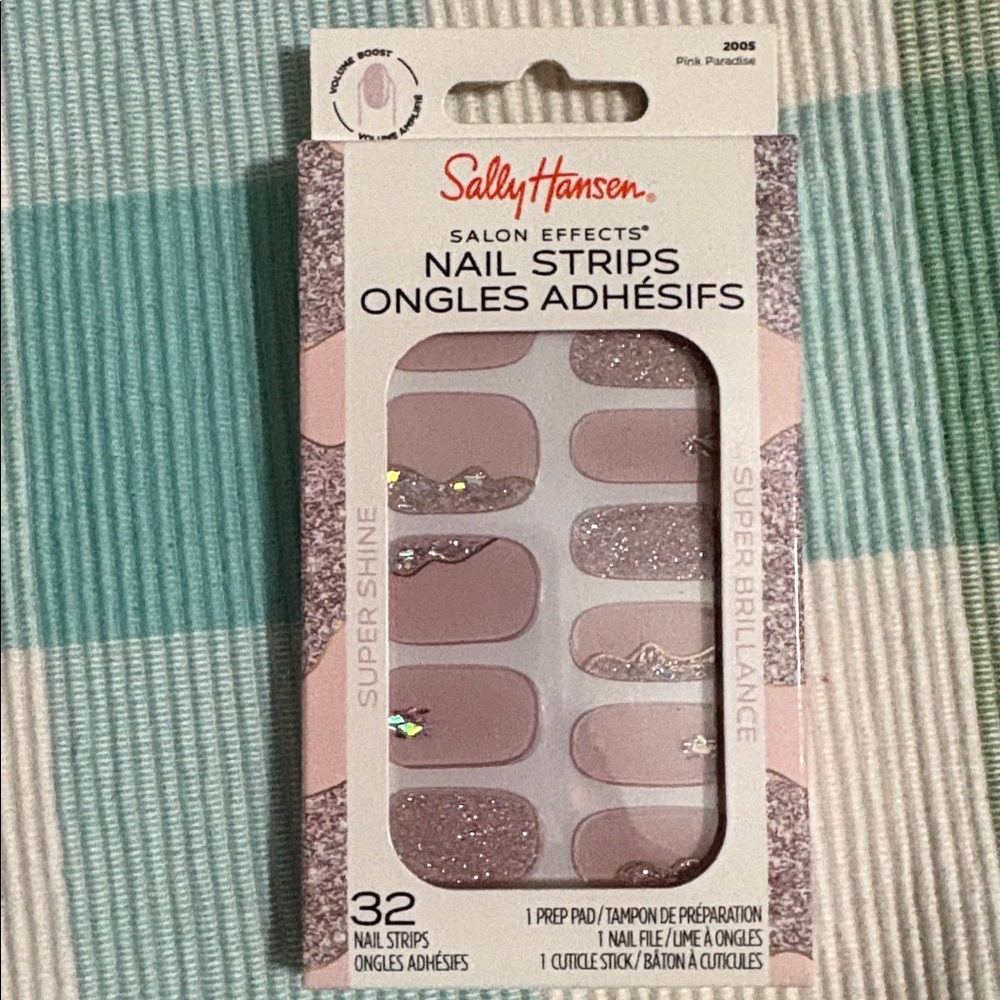 VOLUME BOOST
VOLUME AMPLIFIÉ
200S
Pink Paradise
Sally Hansen®
SALON EFFECTS®
NAIL STRIPS
ONGLES ADHÉSIFS
SUPER SHINE
SUPER BRILLANCE
32
NAIL STRIPS
ONGLES ADHÉSIFS
1 PREP PAD / TAMPON DE PRÉPARATION
1 NAIL FILE / LIME À ONGLES
1 CUTICLE STICK / BÂTON À CUTICULES